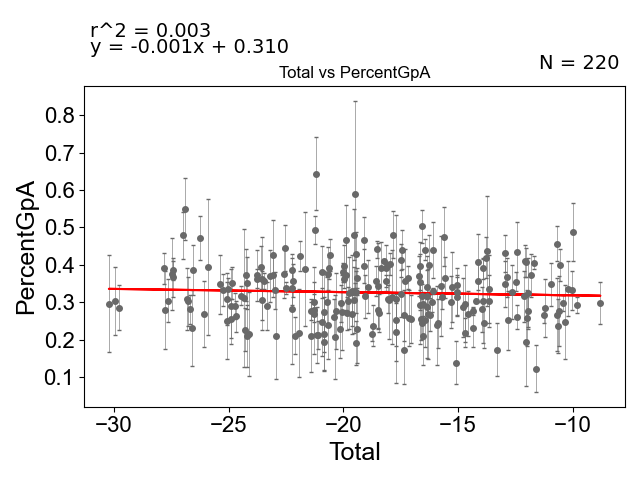 r^2 = 0.003
y = -0.001x + 0.310
N = 220
Total vs PercentGpA
PercentGpA
0.8
0.7
0.6
0.5
0.4
0.3
0.2
0.1
−30 −25 −20 −15 −10
Total